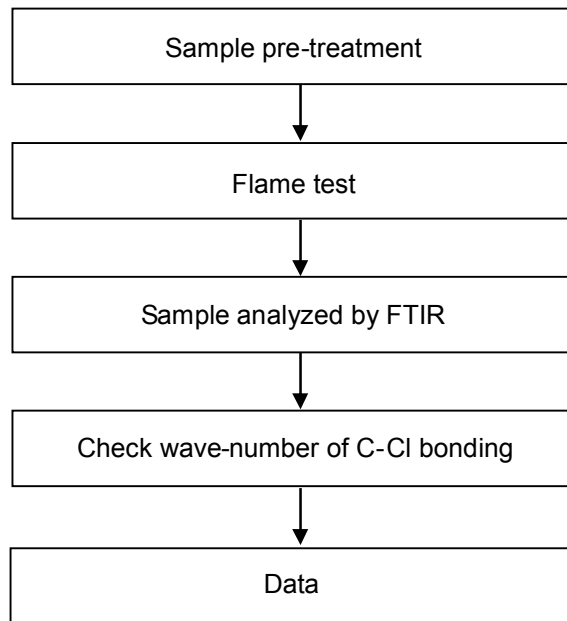 Sample pre-treatment
Flame test
Sample analyzed by FTIR
Check wave-number of C-Cl bonding
Data